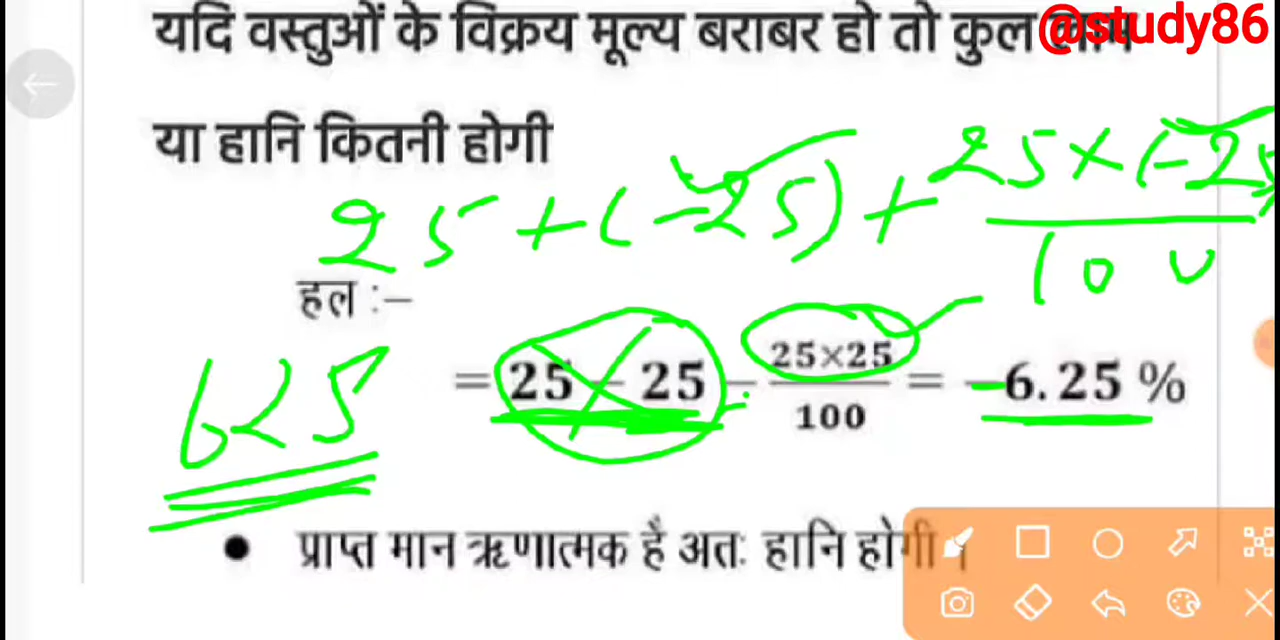 यदि वस्तुओं के विक्रय मूल्य बराबर हो तो कुल लाभ
@study86
या हानि कितनी होगी
25 + (-25) + 25 × (-25) / 100
हल :–
= 25 – 25 – 25×25 / 100 = –6.25 %
625
• प्राप्त मान ऋणात्मक है अतः हानि होगी ।